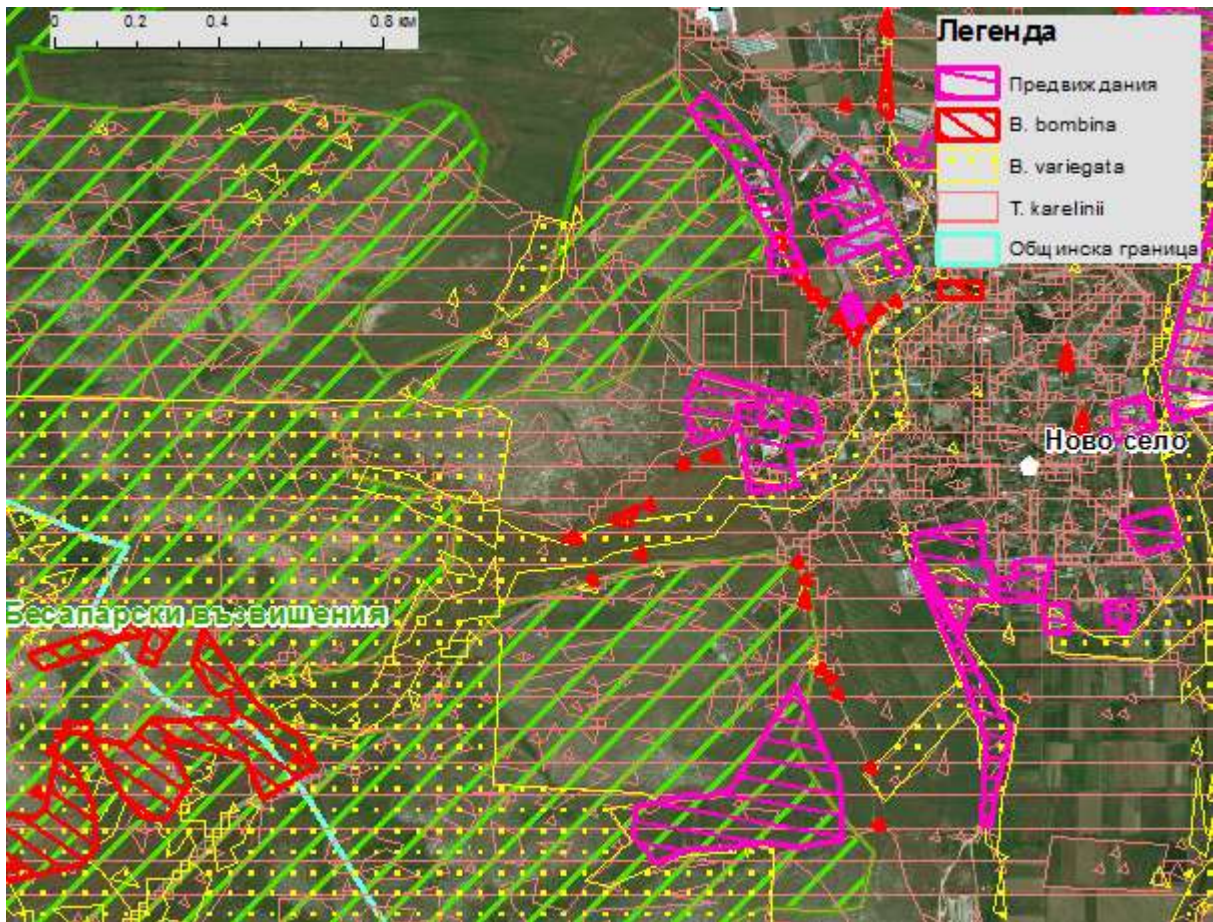 0 0.2 0.4 0.8 км
Легенда
Предвиждания
B. bombina
B. variegata
T. karelinii
Общинска граница
Ново село
Бесапарски възвишения